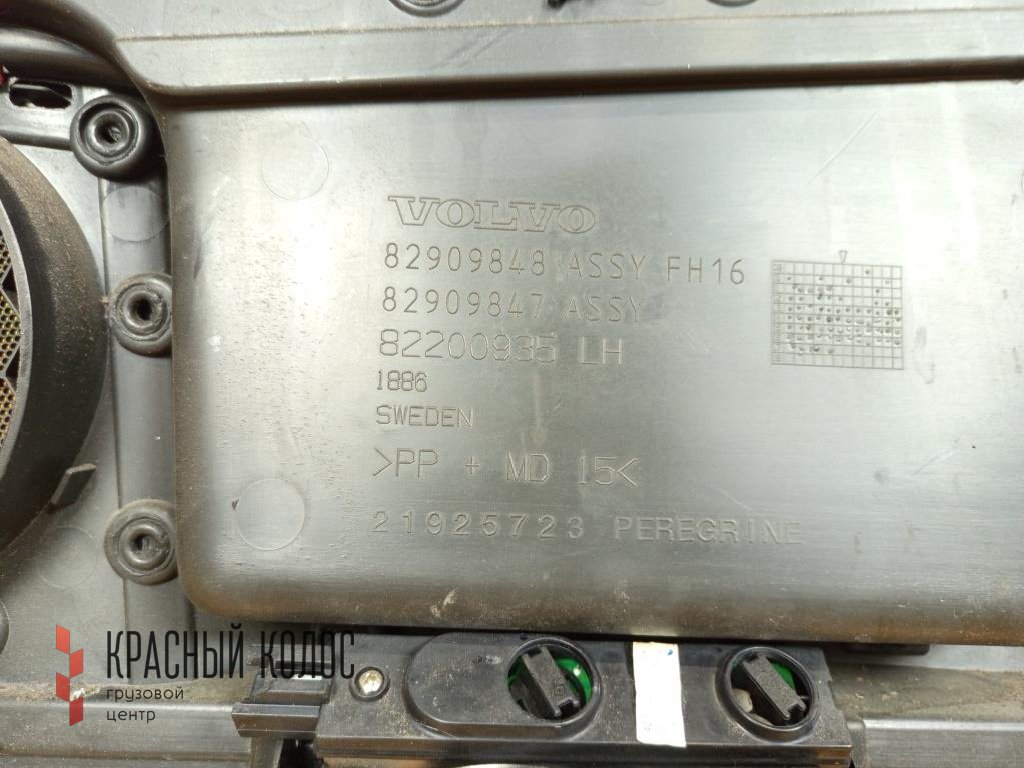 VOLVO
82909848 ASSY FH16
82909847 ASSY
82200935 LH
1886
SWEDEN
>PP + MD 15<
21925723 PEREGRINE
КРАСНЫЙ КОЛОС
грузовой
центр